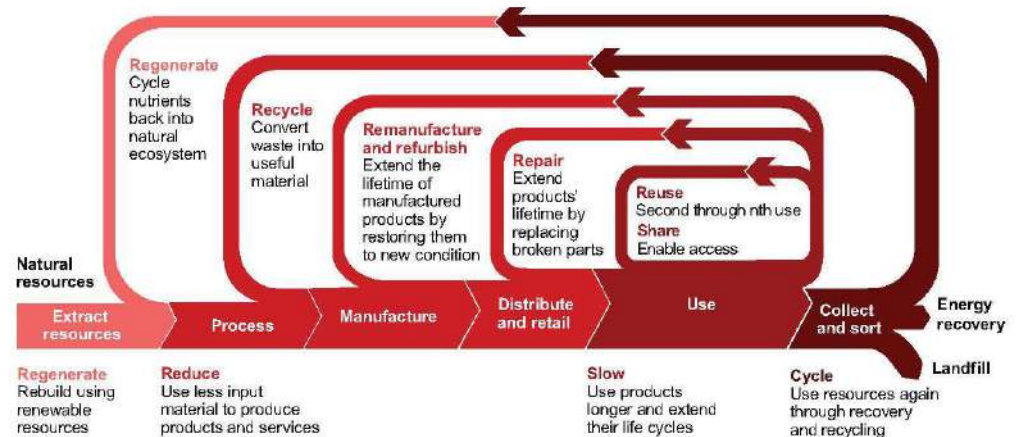 Regenerate
Cycle
nutrients
back into
natural
ecosystem
Recycle
Convert
waste into
useful
material
Remanufacture
and refurbish
Extend the
lifetime of
manufactured
products by
restoring them
to new condition
Repair
Extend
products'
lifetime by
replacing
broken parts
Reuse
Second through nth use
Share
Enable access
Natural
resources
Extract
resources
Process
Manufacture
Distribute
and retail
Use
Collect
and sort
Energy
recovery
Landfill
Regenerate
Rebuild using
renewable
resources
Reduce
Use less input
material to produce
products and services
Slow
Use products
longer and extend
their life cycles
Cycle
Use resources again
through recovery
and recycling